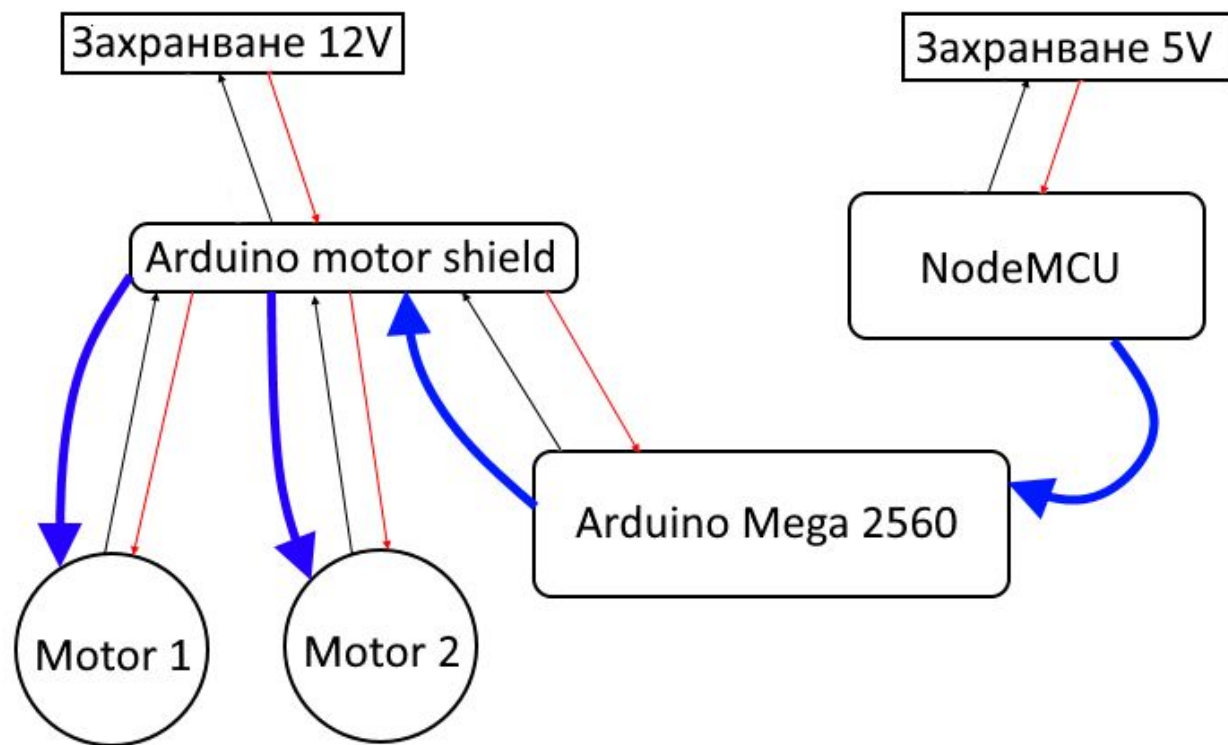 Захранване 12V
Захранване 5V
Arduino motor shield
NodeMCU
Arduino Mega 2560
Motor 1
Motor 2